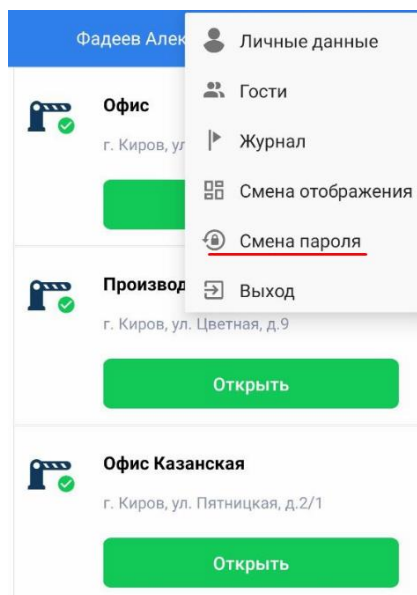 Фадеев Алек
Личные данные
Гости
Журнал
Смена отображения
Смена пароля
Выход
Офис
г. Киров, ул
Производ
г. Киров, ул. Цветная, д.9
Открыть
Офис Казанская
г. Киров, ул. Пятницкая, д.2/1
Открыть